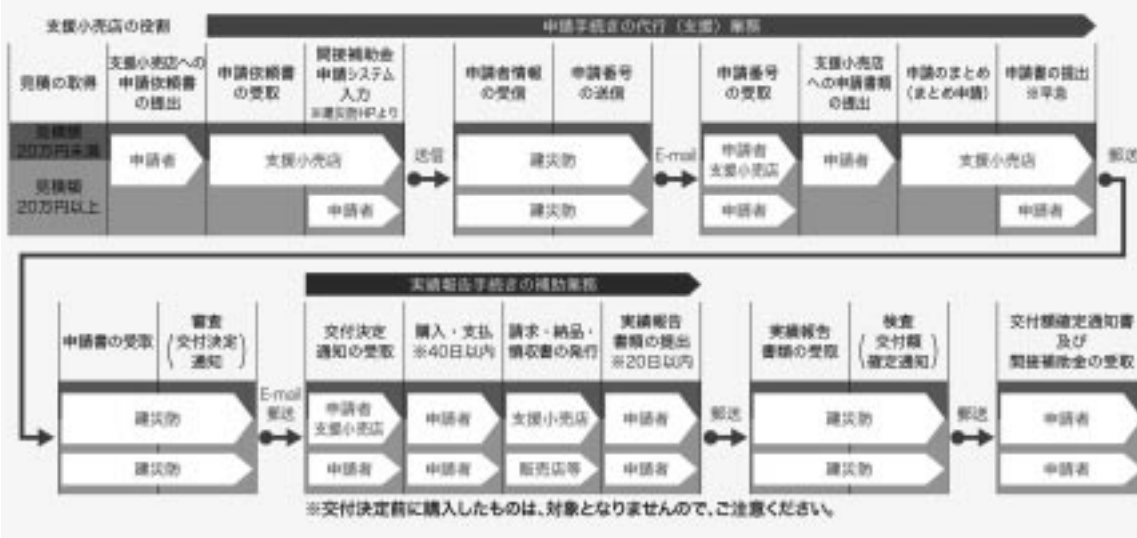 支援小売店の役割
申請手続きの代行（支援）業務
見積の取得
支援小売店への
申請依頼書
の提出
申請依頼書
の受取
間接補助金
申請システム
入力
※建災防HPより
申請者情報
の受信
申請番号
の送信
申請番号
の受取
支援小売店
への申請書類
の提出
申請のまとめ
(まとめ申請)
申請書の提出
※早急
見積額
20万円未満
申請者
支援小売店
送信
建災防
E-mail
申請者
支援小売店
申請者
支援小売店
郵送
見積額
20万円以上
申請者
建災防
申請者
申請者
実績報告手続きの補助業務
申請書の受取
審査
(交付決定)
通知
交付決定
通知の受取
購入・支払
※40日以内
請求・納品・
領収書の発行
実績報告
書類の提出
※20日以内
実績報告
書類の受取
検査
(交付額
確定通知)
交付額確定通知書
及び
間接補助金の受取
建災防
E-mail
郵送
申請者
支援小売店
申請者
支援小売店
申請者
郵送
建災防
郵送
申請者
建災防
申請者
申請者
販売店等
申請者
建災防
申請者
※交付決定前に購入したものは、対象となりませんので、ご注意ください。